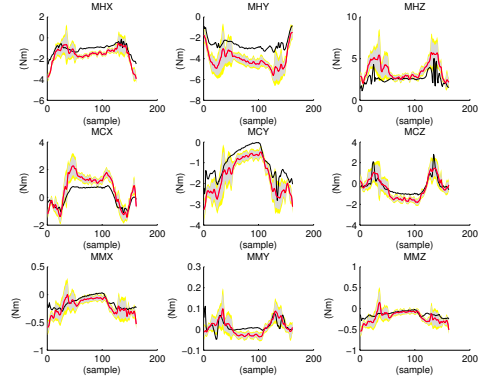 MHX MHY MHZ
2 2 10
0 0
−2 −2 5
−4 −4
−6 −6 0
0 100 200 0 100 200 0 100 200
(Nm) (Nm) (Nm)
(sample) (sample) (sample)
MCX MCY MCZ
4 0 4
2 −1 2
−2
0 −3 0
−2 −4 −2
0 100 200 0 100 200 −4
0 100 200
(Nm) (Nm) (Nm)
(sample) (sample) (sample)
MMX MMY MMZ
0.5 0.3 1
0 0.2 0.5
−0.5 0.1 0
0 −0.5
−1 −0.1 −1
0 100 200 0 100 200 0 100 200
(Nm) (Nm) (Nm)
(sample) (sample) (sample)